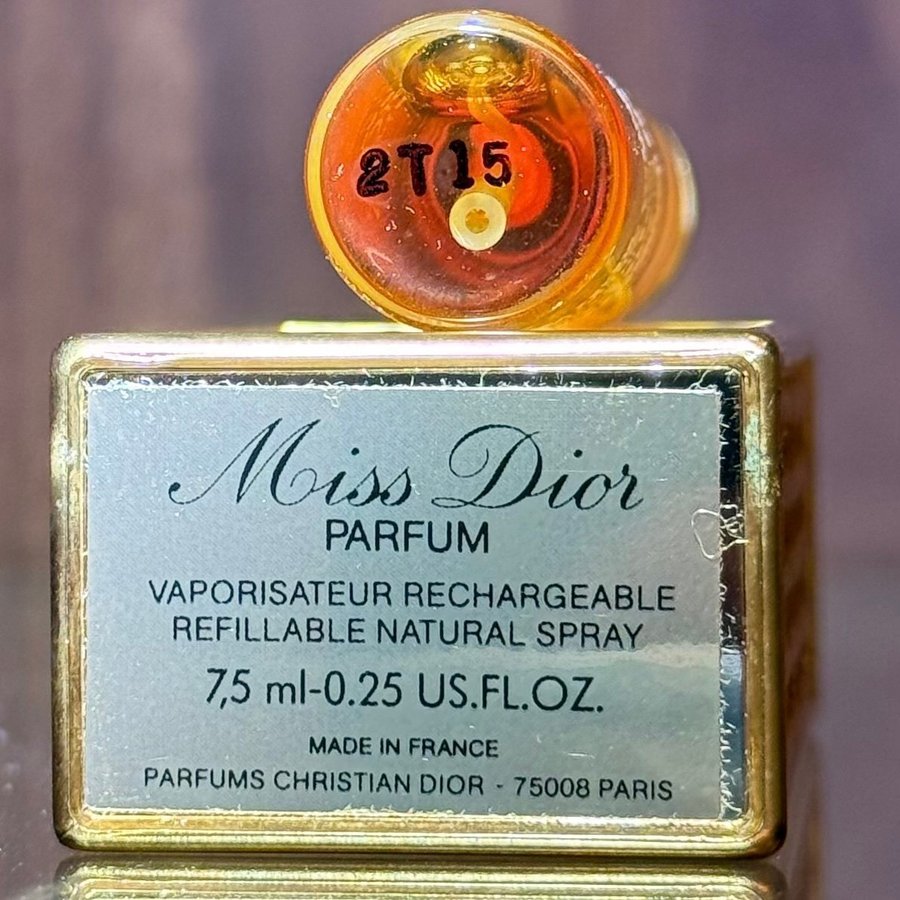 2T15
Miss Dior
PARFUM
VAPORISATEUR RECHARGEABLE
REFILLABLE NATURAL SPRAY
7,5 ml-0.25 US.FL.OZ.
MADE IN FRANCE
PARFUMS CHRISTIAN DIOR - 75008 PARIS